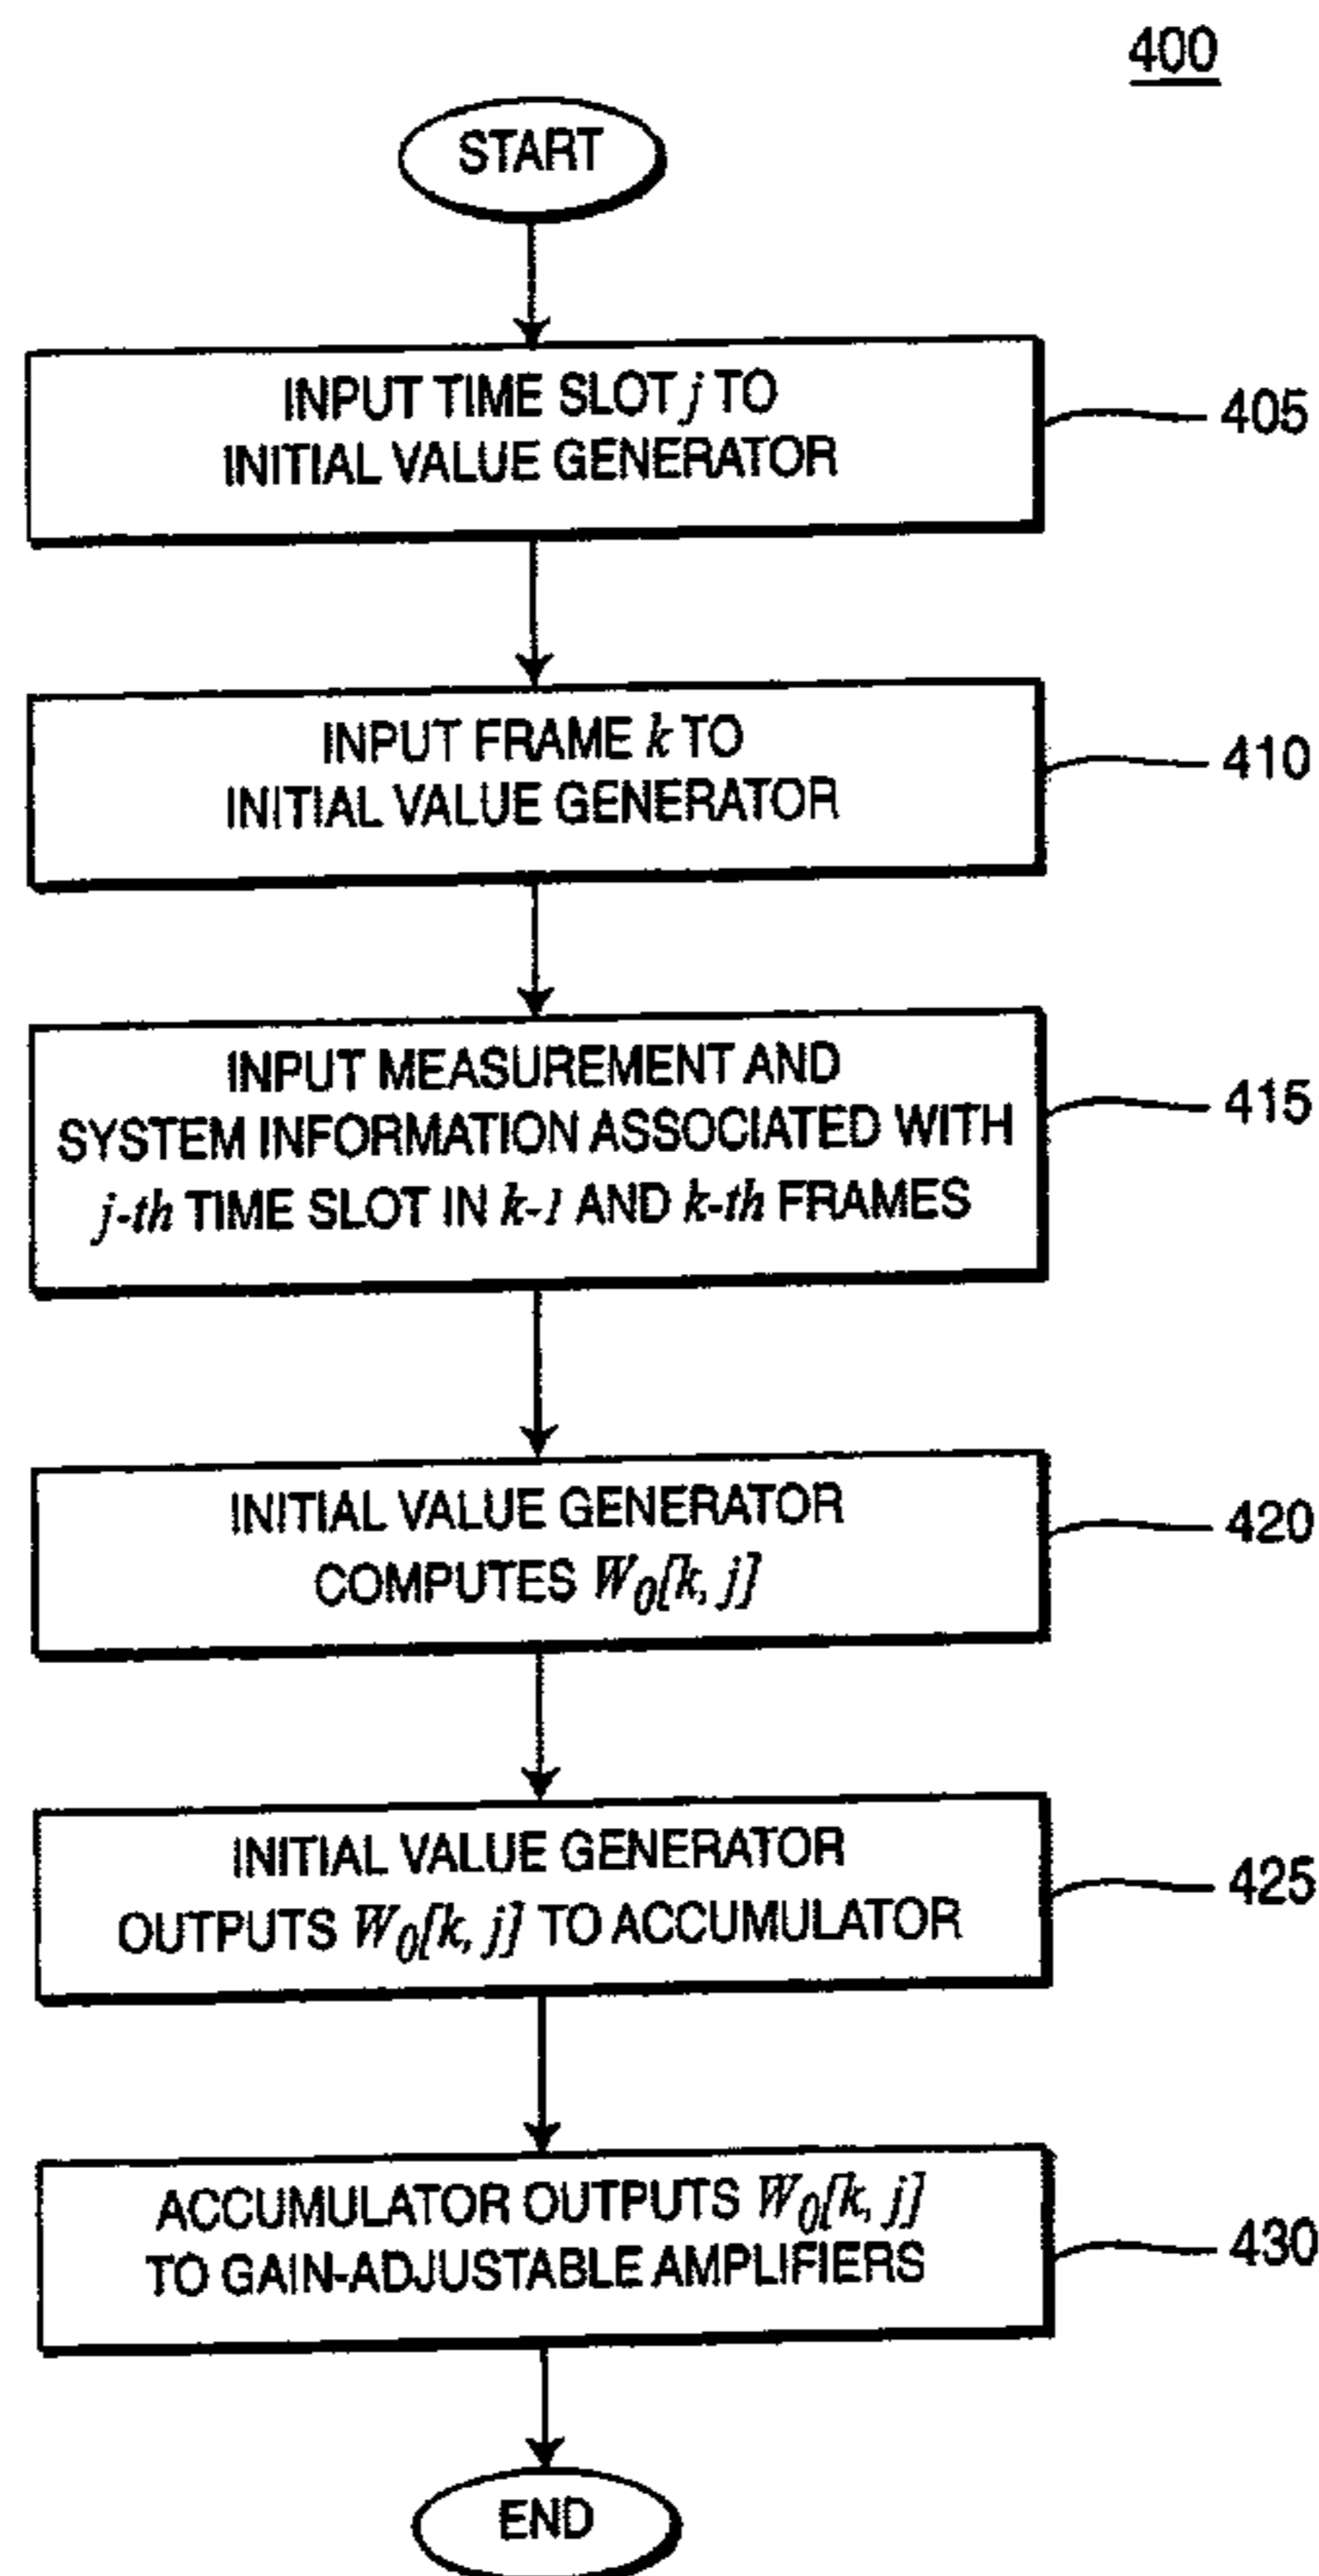 400
START
INPUT TIME SLOT j TO
INITIAL VALUE GENERATOR
405
INPUT FRAME k TO
INITIAL VALUE GENERATOR
410
INPUT MEASUREMENT AND
SYSTEM INFORMATION ASSOCIATED WITH
j-th TIME SLOT IN k-1 AND k-th FRAMES
415
INITIAL VALUE GENERATOR
COMPUTES W₀[k, j]
420
INITIAL VALUE GENERATOR
OUTPUTS W₀[k, j] TO ACCUMULATOR
425
ACCUMULATOR OUTPUTS W₀[k, j]
TO GAIN-ADJUSTABLE AMPLIFIERS
430
END